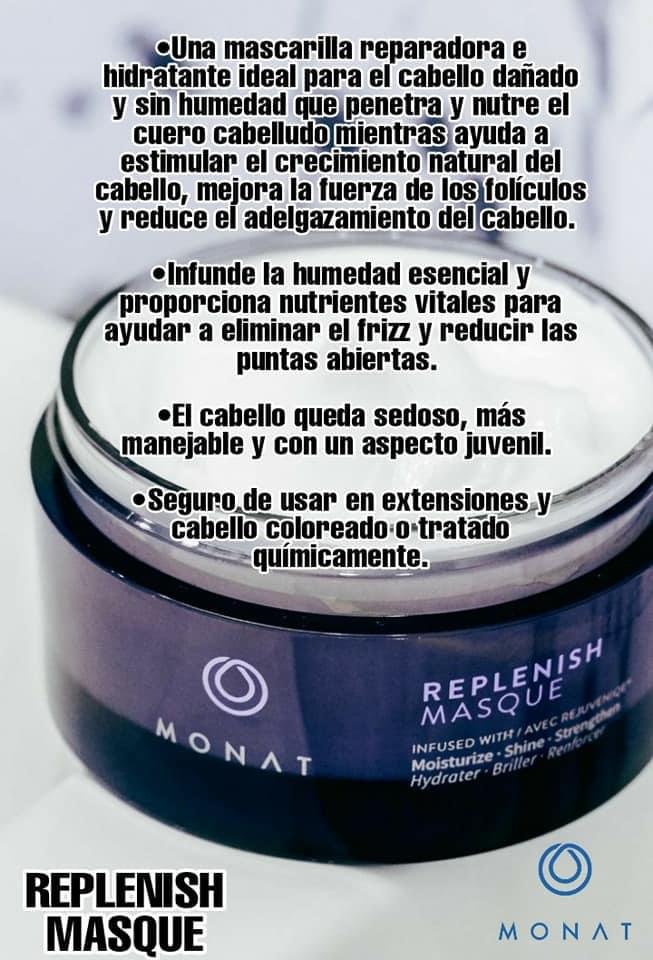 •Una mascarilla reparadora e
hidratante ideal para el cabello dañado
y sin humedad que penetra y nutre el
cuero cabelludo mientras ayuda a
estimular el crecimiento natural del
cabello, mejora la fuerza de los folículos
y reduce el adelgazamiento del cabello.
•Infunde la humedad esencial y
proporciona nutrientes vitales para
ayudar a eliminar el frizz y reducir las
puntas abiertas.
•El cabello queda sedoso, más
manejable y con un aspecto juvenil.
•Seguro de usar en extensiones y
cabello coloreado o tratado
químicamente.
MONAT
REPLENISH
MASQUE
INFUSED WITH / AVEC REJUVENIQE®
Moisturize · Shine · Strengthen
Hydrater · Briller · Renforcer
REPLENISH
MASQUE
MONAT